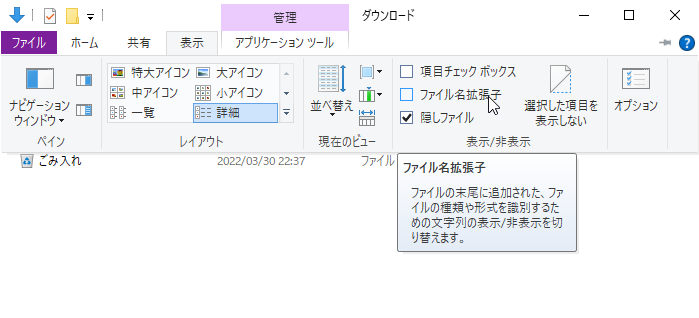 管理
ダウンロード
ファイル
ホーム
共有
表示
アプリケーション ツール
ナビゲーション
ウィンドウ
ペイン
特大アイコン
大アイコン
中アイコン
小アイコン
一覧
詳細
レイアウト
並べ替え
現在のビュー
項目チェック ボックス
ファイル名拡張子
隠しファイル
選択した項目を
表示しない
表示/非表示
オプション
ごみ入れ
2022/03/30 22:37
ファイル
ファイル名拡張子
ファイルの末尾に追加された、ファ
イルの種類や形式を識別するた
めの文字列の表示/非表示を切
り替えます。